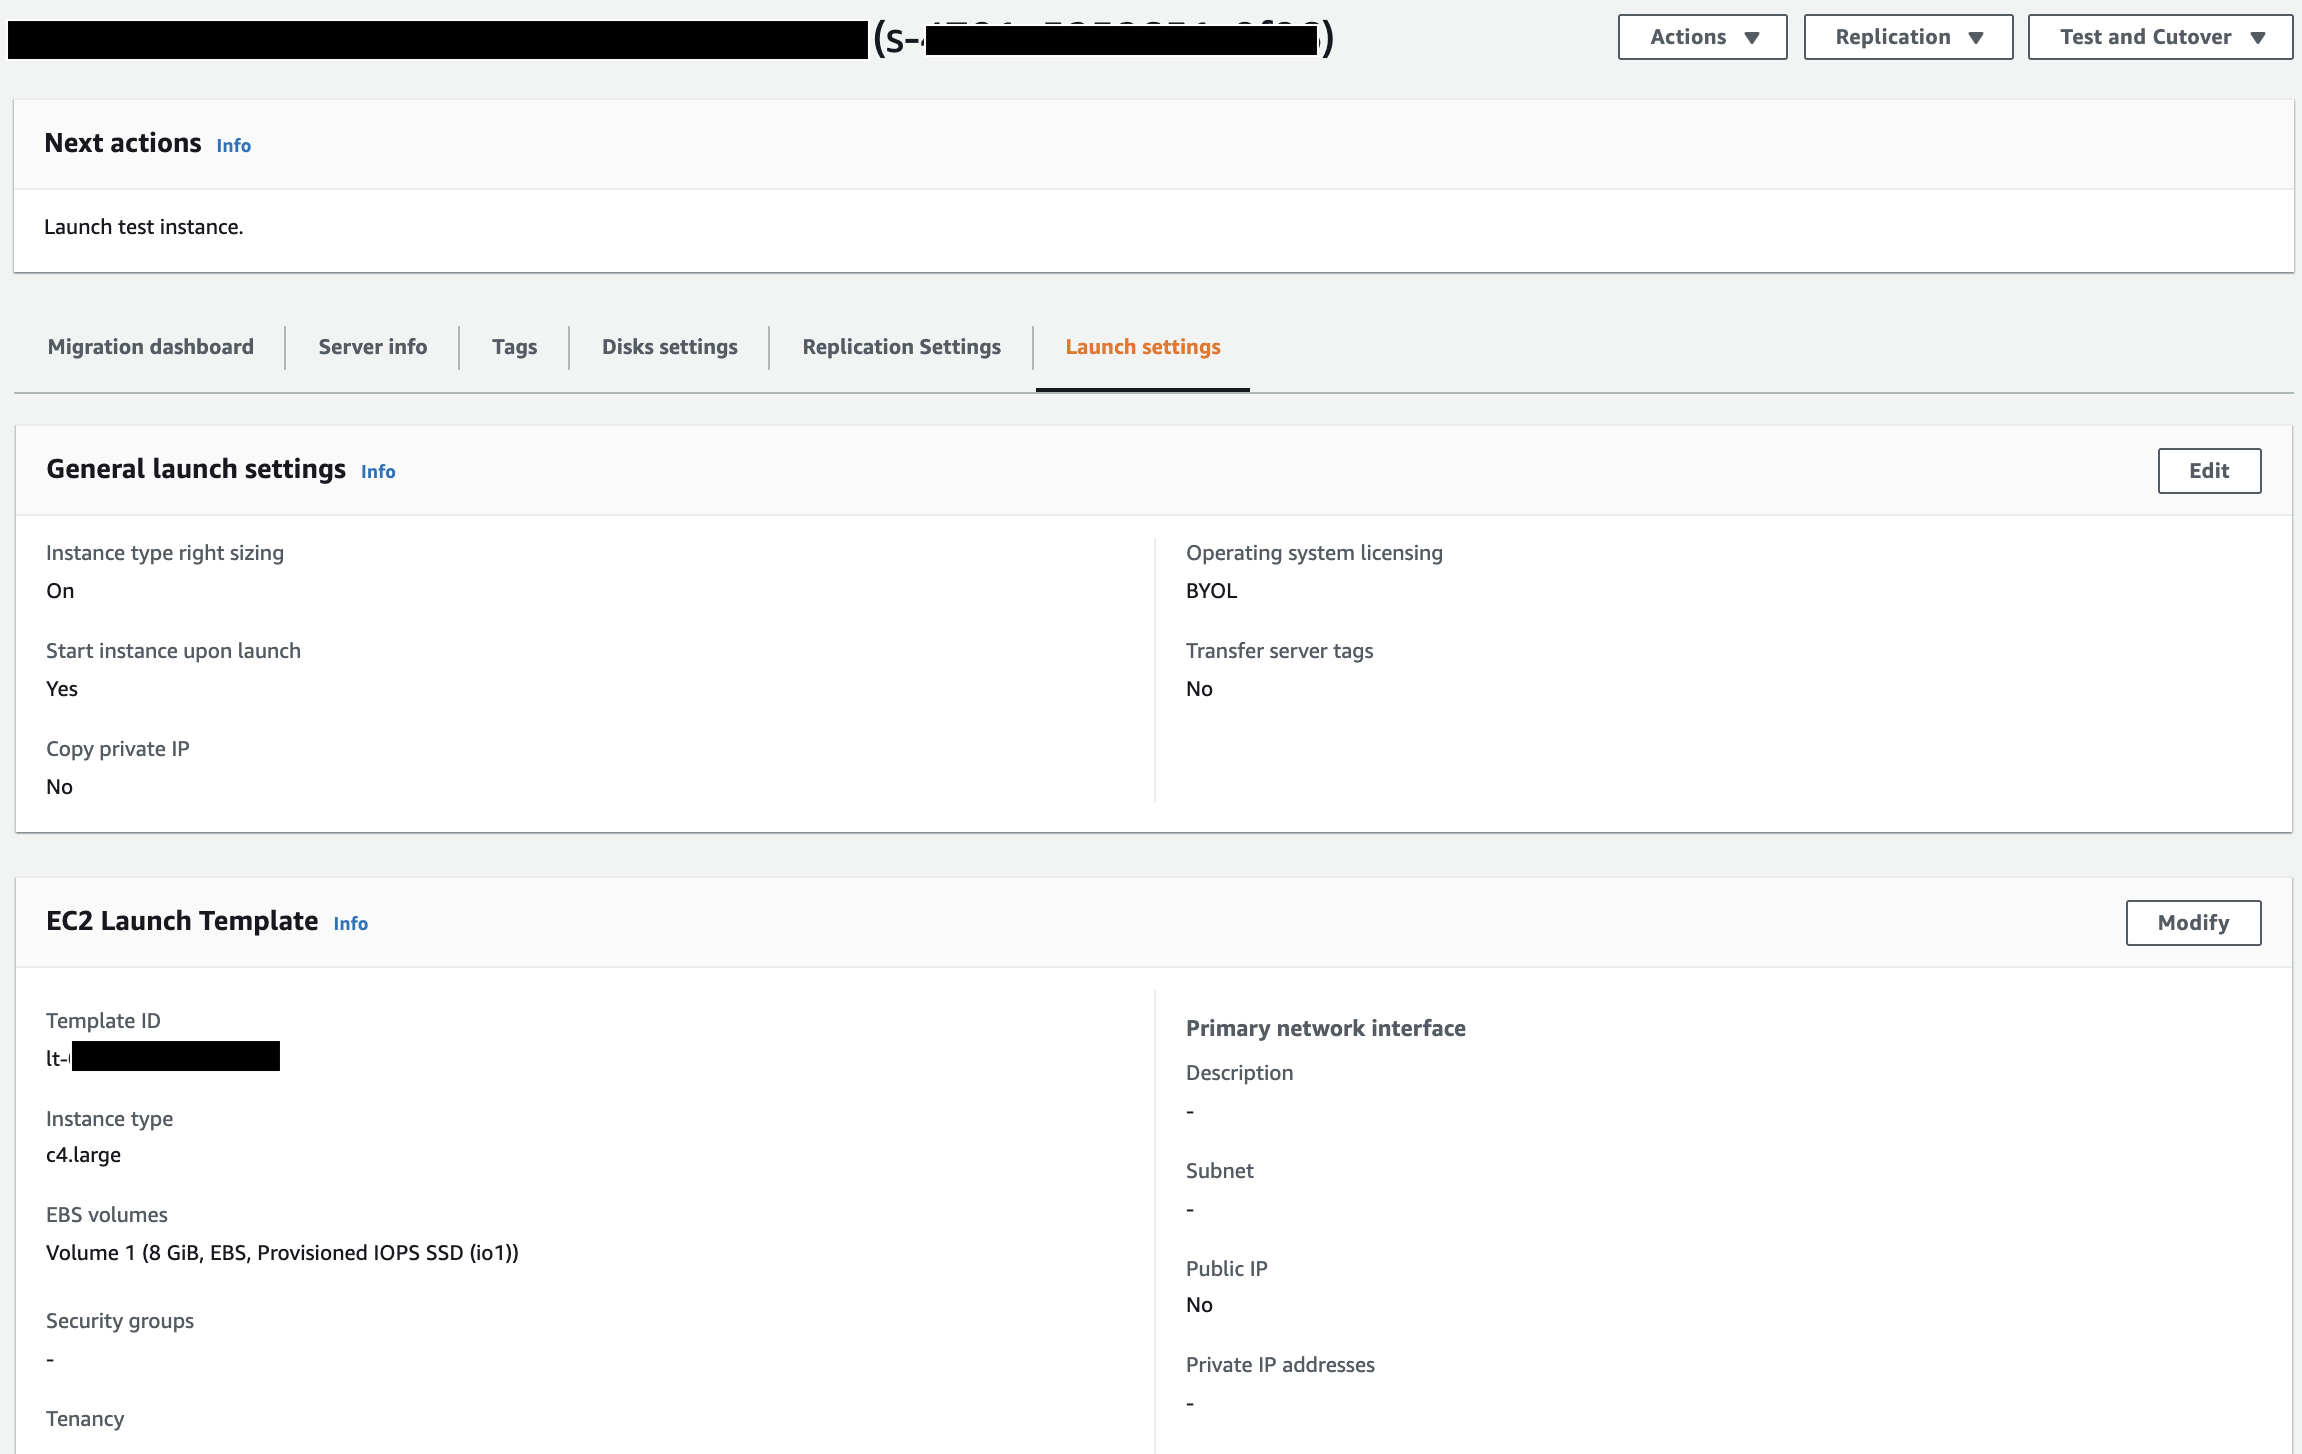 (s-
Actions ▼
Replication ▼
Test and Cutover ▼
Next actions Info
Launch test instance.
Migration dashboard
Server info
Tags
Disks settings
Replication Settings
Launch settings
General launch settings Info
Edit
Instance type right sizing
On
Start instance upon launch
Yes
Copy private IP
No
Operating system licensing
BYOL
Transfer server tags
No
EC2 Launch Template Info
Modify
Template ID
lt-
Instance type
c4.large
EBS volumes
Volume 1 (8 GiB, EBS, Provisioned IOPS SSD (io1))
Security groups
-
Tenancy
Primary network interface
Description
-
Subnet
-
Public IP
No
Private IP addresses
-